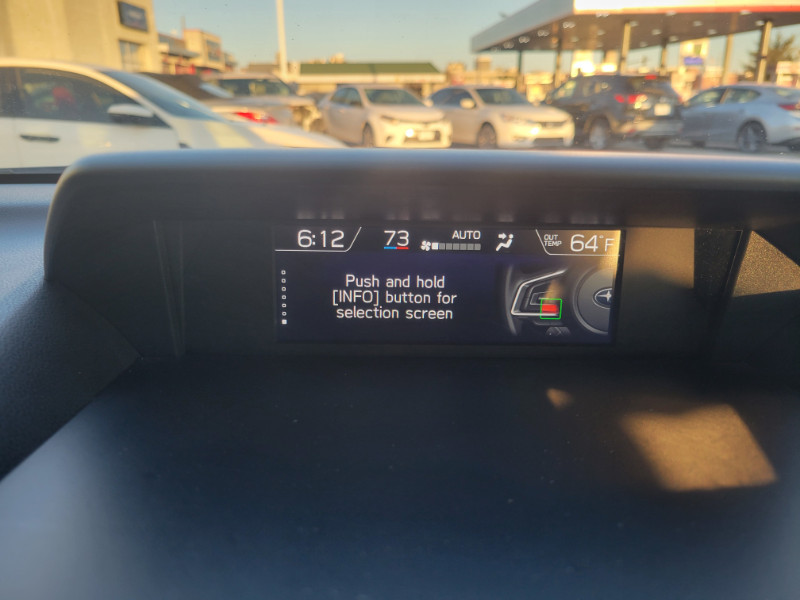 6:12
73
AUTO
OUT
TEMP
64°F
Push and hold
[INFO] button for
selection screen